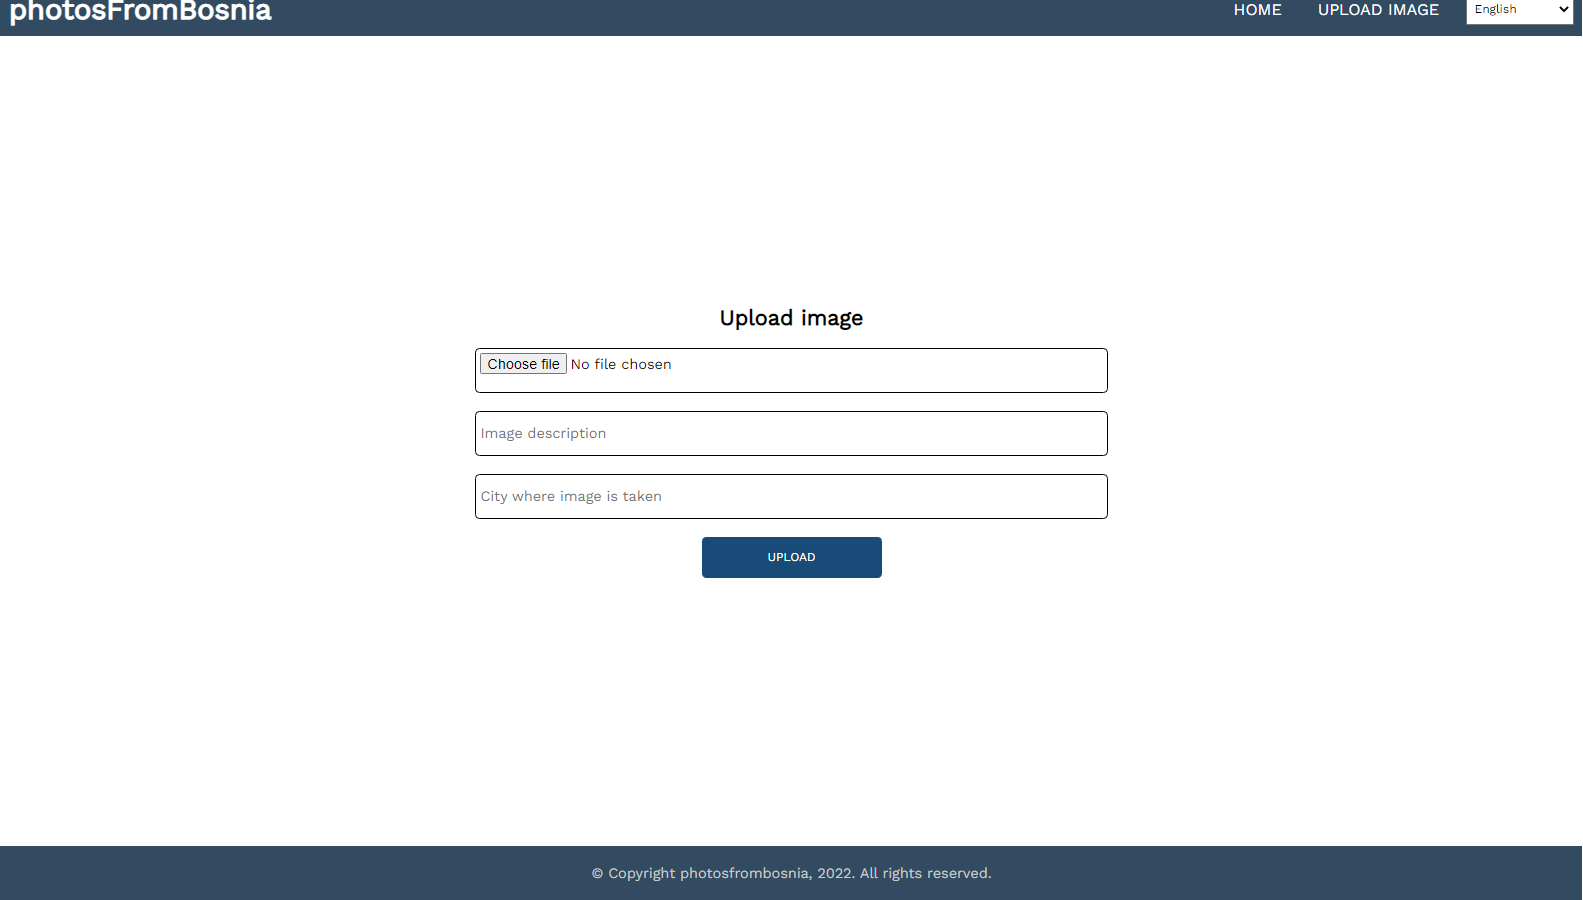 photosFromBosnia
HOME
UPLOAD IMAGE
English
Upload image
Choose file No file chosen
Image description
City where image is taken
UPLOAD
© Copyright photosfrombosnia, 2022. All rights reserved.